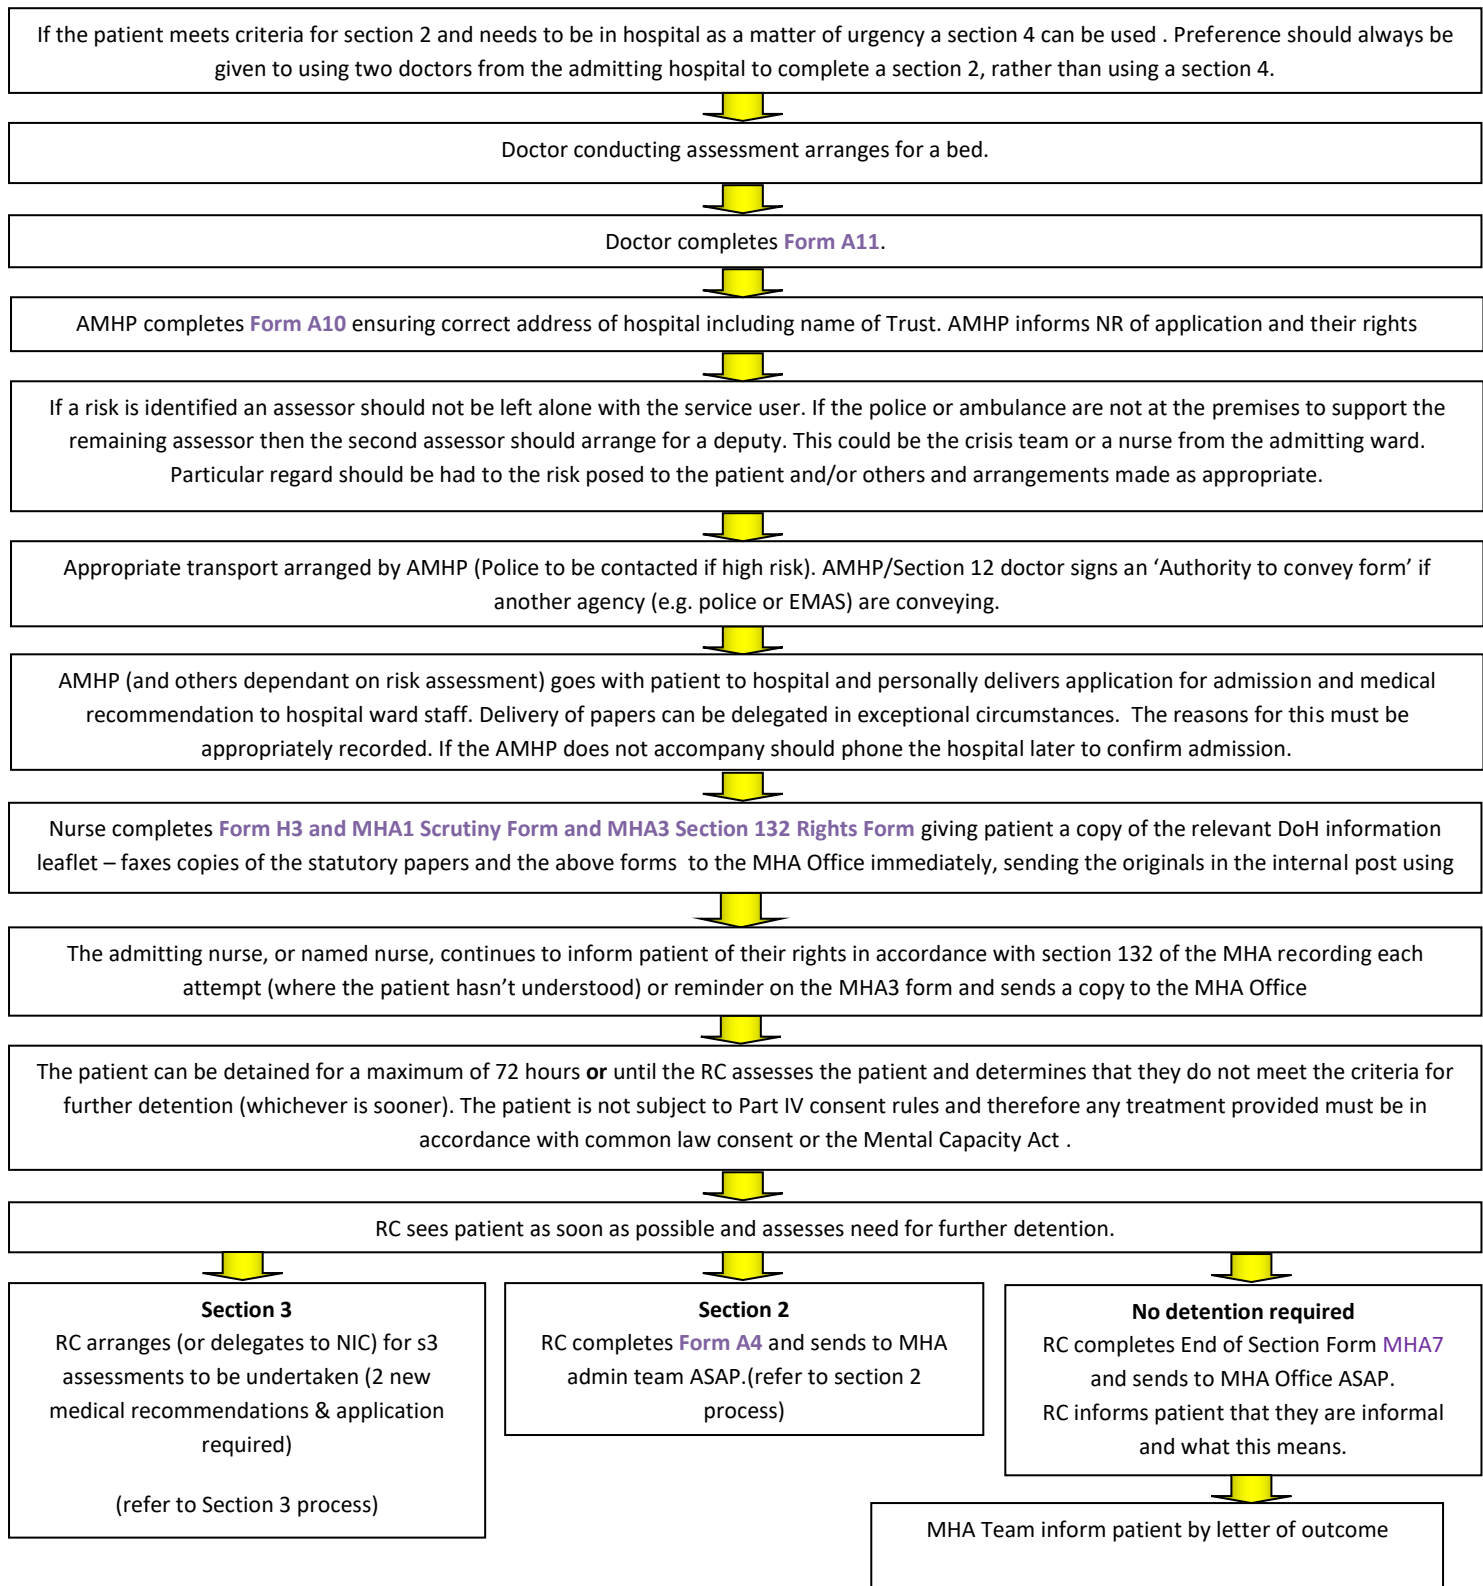 If the patient meets criteria for section 2 and needs to be in hospital as a matter of urgency a section 4 can be used . Preference should always be
given to using two doctors from the admitting hospital to complete a section 2, rather than using a section 4.
Doctor conducting assessment arranges for a bed.
Doctor completes Form A11.
AMHP completes Form A10 ensuring correct address of hospital including name of Trust. AMHP informs NR of application and their rights
If a risk is identified an assessor should not be left alone with the service user. If the police or ambulance are not at the premises to support the
remaining assessor then the second assessor should arrange for a deputy. This could be the crisis team or a nurse from the admitting ward.
Particular regard should be had to the risk posed to the patient and/or others and arrangements made as appropriate.
Appropriate transport arranged by AMHP (Police to be contacted if high risk). AMHP/Section 12 doctor signs an ‘Authority to convey form’ if
another agency (e.g. police or EMAS) are conveying.
AMHP (and others dependant on risk assessment) goes with patient to hospital and personally delivers application for admission and medical
recommendation to hospital ward staff. Delivery of papers can be delegated in exceptional circumstances.  The reasons for this must be
appropriately recorded. If the AMHP does not accompany should phone the hospital later to confirm admission.
Nurse completes Form H3 and MHA1 Scrutiny Form and MHA3 Section 132 Rights Form giving patient a copy of the relevant DoH information
leaflet – faxes copies of the statutory papers and the above forms  to the MHA Office immediately, sending the originals in the internal post using
The admitting nurse, or named nurse, continues to inform patient of their rights in accordance with section 132 of the MHA recording each
attempt (where the patient hasn’t understood) or reminder on the MHA3 form and sends a copy to the MHA Office
The patient can be detained for a maximum of 72 hours or until the RC assesses the patient and determines that they do not meet the criteria for
further detention (whichever is sooner). The patient is not subject to Part IV consent rules and therefore any treatment provided must be in
accordance with common law consent or the Mental Capacity Act .
RC sees patient as soon as possible and assesses need for further detention.
Section 3
RC arranges (or delegates to NIC) for s3
assessments to be undertaken (2 new
medical recommendations & application
required)
(refer to Section 3 process)
Section 2
RC completes Form A4 and sends to MHA
admin team ASAP.(refer to section 2
process)
No detention required
RC completes End of Section Form MHA7
and sends to MHA Office ASAP.
RC informs patient that they are informal
and what this means.
MHA Team inform patient by letter of outcome